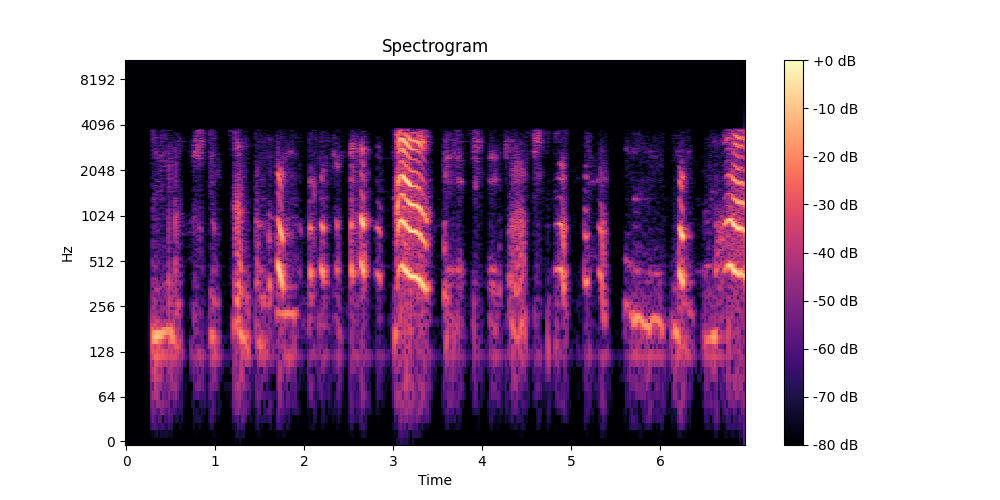 Spectrogram
8192
4096
2048
1024
512
256
128
64
0
Hz
0 1 2 3 4 5 6
Time
+0 dB
-10 dB
-20 dB
-30 dB
-40 dB
-50 dB
-60 dB
-70 dB
-80 dB